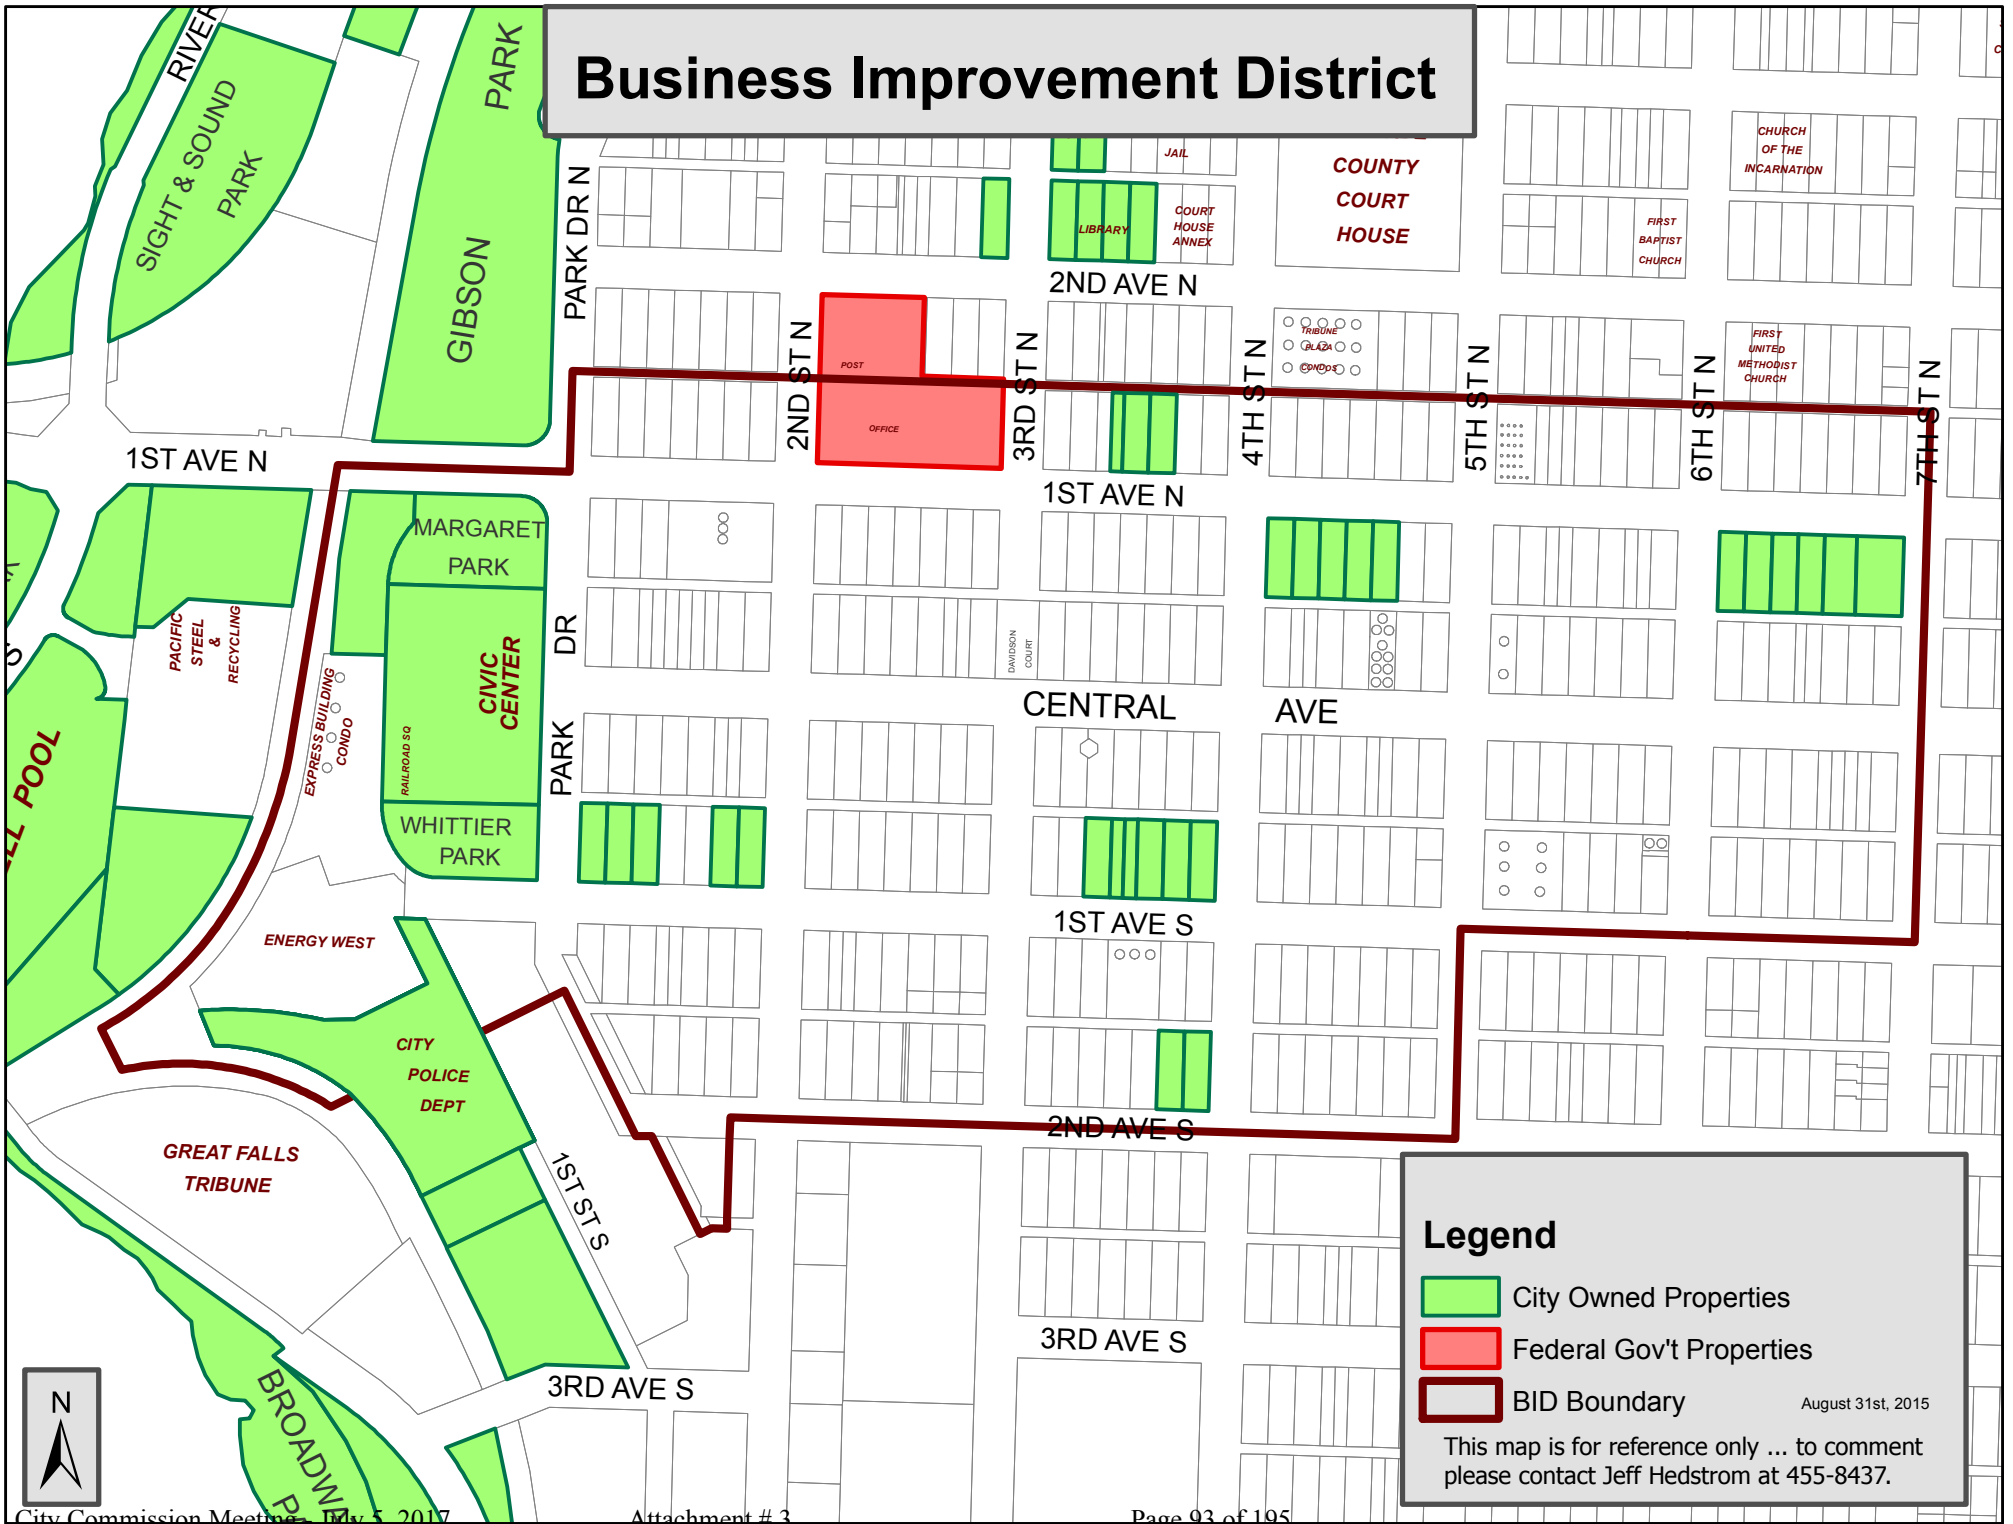 Business Improvement District
RIVER
SIGHT & SOUND
PARK
PARK
GIBSON
PARK DR N
JAIL
LIBRARY
COURT
HOUSE
ANNEX
COUNTY
COURT
HOUSE
CHURCH
OF THE
INCARNATION
FIRST
BAPTIST
CHURCH
2ND AVE N
2ND ST N
POST
OFFICE
3RD ST N
4TH ST N
TRIBUNE
PLAZA
CONDOS
5TH ST N
6TH ST N
FIRST
UNITED
METHODIST
CHURCH
7TH ST N
1ST AVE N
1ST AVE N
MARGARET
PARK
PACIFIC
STEEL
&
RECYCLING
EXPRESS BUILDING
CONDO
CIVIC
CENTER
RAILROAD SQ
PARK DR
DAVIDSON
COURT
CENTRAL AVE
POOL
WHITTIER
PARK
1ST AVE S
ENERGY WEST
CITY
POLICE
DEPT
GREAT FALLS
TRIBUNE
1ST ST S
2ND AVE S
3RD AVE S
3RD AVE S
Legend
City Owned Properties
Federal Gov't Properties
BID Boundary
August 31st, 2015
This map is for reference only ... to comment
please contact Jeff Hedstrom at 455-8437.
N
City Commission Meeting - July 5, 2017
Attachment # 3
Page 93 of 195